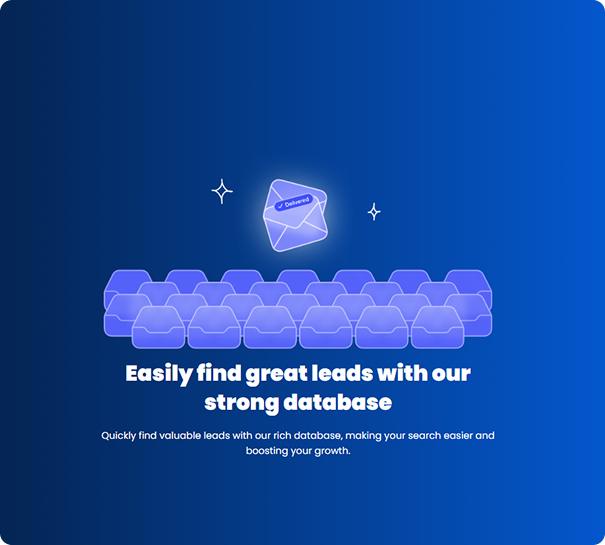 Delivered
Easily find great leads with our
strong database
Quickly find valuable leads with our rich database, making your search easier and
boosting your growth.